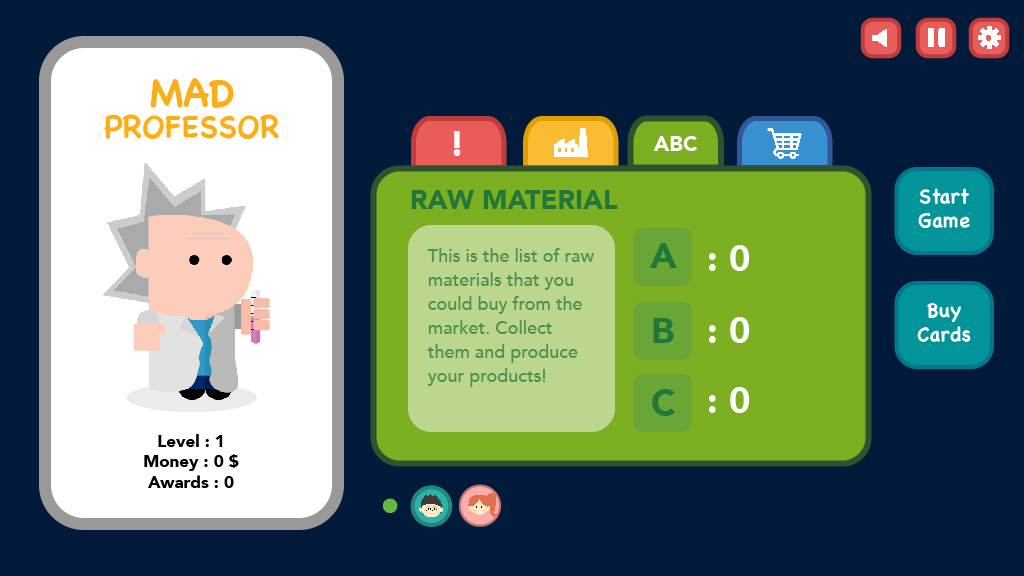 MAD
PROFESSOR
Level : 1
Money : 0 $
Awards : 0
!
ABC
RAW MATERIAL
This is the list of raw
materials that you
could buy from the
market. Collect
them and produce
your products!
A : 0
B : 0
C : 0
Start
Game
Buy
Cards